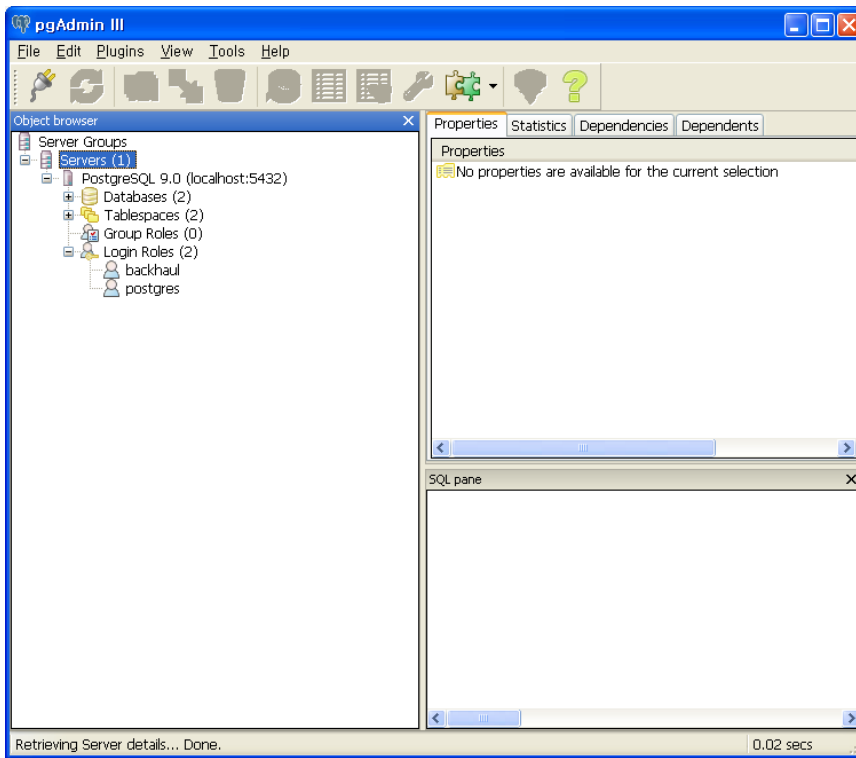 pgAdmin III
File Edit Plugins View Tools Help
Object browser
Server Groups
Servers (1)
PostgreSQL 9.0 (localhost:5432)
Databases (2)
Tablespaces (2)
Group Roles (0)
Login Roles (2)
backhaul
postgres
Properties Statistics Dependencies Dependents
Properties
No properties are available for the current selection
SQL pane
Retrieving Server details... Done. 0.02 secs